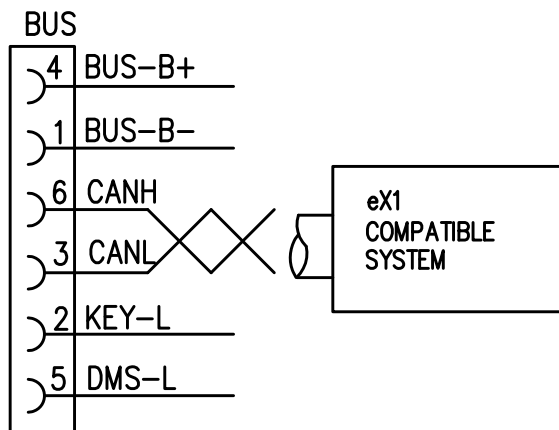 BUS
4 BUS-B+
1 BUS-B-
6 CANH
3 CANL
2 KEY-L
5 DMS-L
eX1
COMPATIBLE
SYSTEM